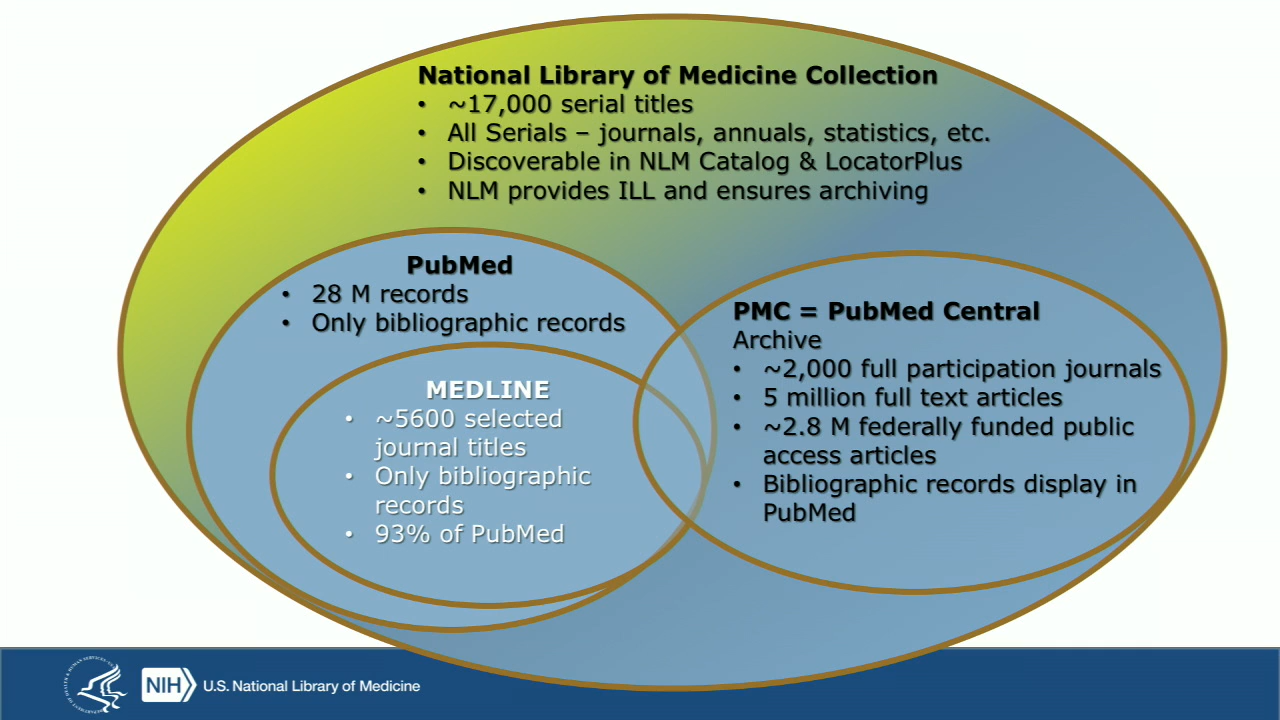 National Library of Medicine Collection
• ~17,000 serial titles
• All Serials – journals, annuals, statistics, etc.
• Discoverable in NLM Catalog & LocatorPlus
• NLM provides ILL and ensures archiving
PubMed
• 28 M records
• Only bibliographic records
MEDLINE
• ~5600 selected
journal titles
• Only bibliographic
records
• 93% of PubMed
PMC = PubMed Central
Archive
• ~2,000 full participation journals
• 5 million full text articles
• ~2.8 M federally funded public
access articles
• Bibliographic records display in
PubMed
NIH
U.S. National Library of Medicine